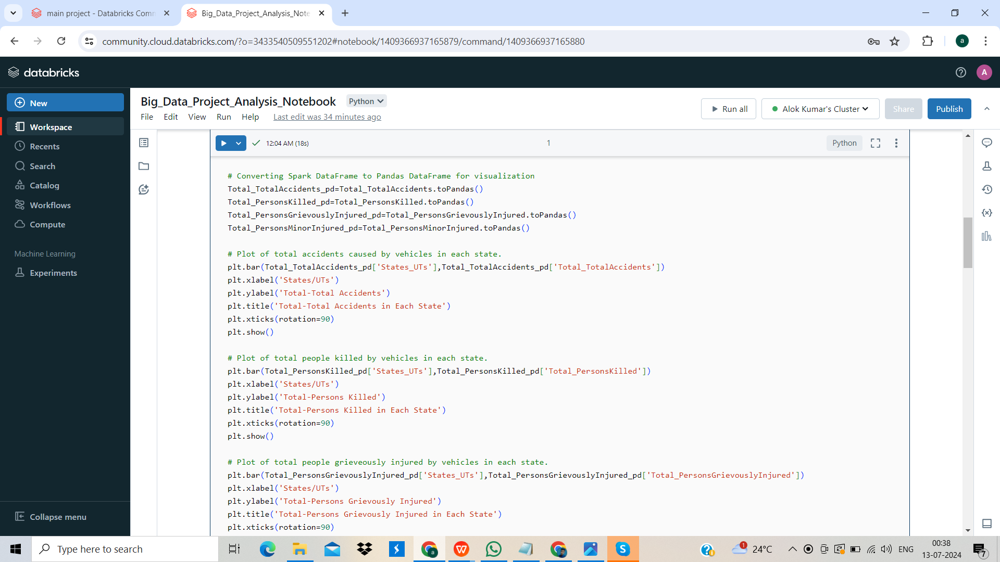 main project - Databricks Comm
Big_Data_Project_Analysis_Note
community.cloud.databricks.com/?o=3433540509551202#notebook/1409366937165879/command/1409366937165880
a
databricks
A
New
Workspace
Recents
Search
Catalog
Workflows
Compute
Machine Learning
Experiments
Collapse menu
Big_Data_Project_Analysis_Notebook
Python
File Edit View Run Help Last edit was 34 minutes ago
Run all
Alok Kumar's Cluster
Share
Publish
12:04 AM (18s)
1
Python
# Converting Spark DataFrame to Pandas DataFrame for visualization
Total_TotalAccidents_pd=Total_TotalAccidents.toPandas()
Total_PersonsKilled_pd=Total_PersonsKilled.toPandas()
Total_PersonsGrievouslyInjured_pd=Total_PersonsGrievouslyInjured.toPandas()
Total_PersonsMinorInjured_pd=Total_PersonsMinorInjured.toPandas()
# Plot of total accidents caused by vehicles in each state.
plt.bar(Total_TotalAccidents_pd['States_UTs'],Total_TotalAccidents_pd['Total_TotalAccidents'])
plt.xlabel('States/UTs')
plt.ylabel('Total-Total Accidents')
plt.title('Total-Total Accidents in Each State')
plt.xticks(rotation=90)
plt.show()
# Plot of total people killed by vehicles in each state.
plt.bar(Total_PersonsKilled_pd['States_UTs'],Total_PersonsKilled_pd['Total_PersonsKilled'])
plt.xlabel('States/UTs')
plt.ylabel('Total-Persons Killed')
plt.title('Total-Persons Killed in Each State')
plt.xticks(rotation=90)
plt.show()
# Plot of total people grieveously injured by vehicles in each state.
plt.bar(Total_PersonsGrievouslyInjured_pd['States_UTs'],Total_PersonsGrievouslyInjured_pd['Total_PersonsGrievouslyInjured'])
plt.xlabel('States/UTs')
plt.ylabel('Total-Persons Grievously Injured')
plt.title('Total-Persons Grievously Injured in Each State')
plt.xticks(rotation=90)
Type here to search
1
24°C
ENG
00:38
13-07-2024
7